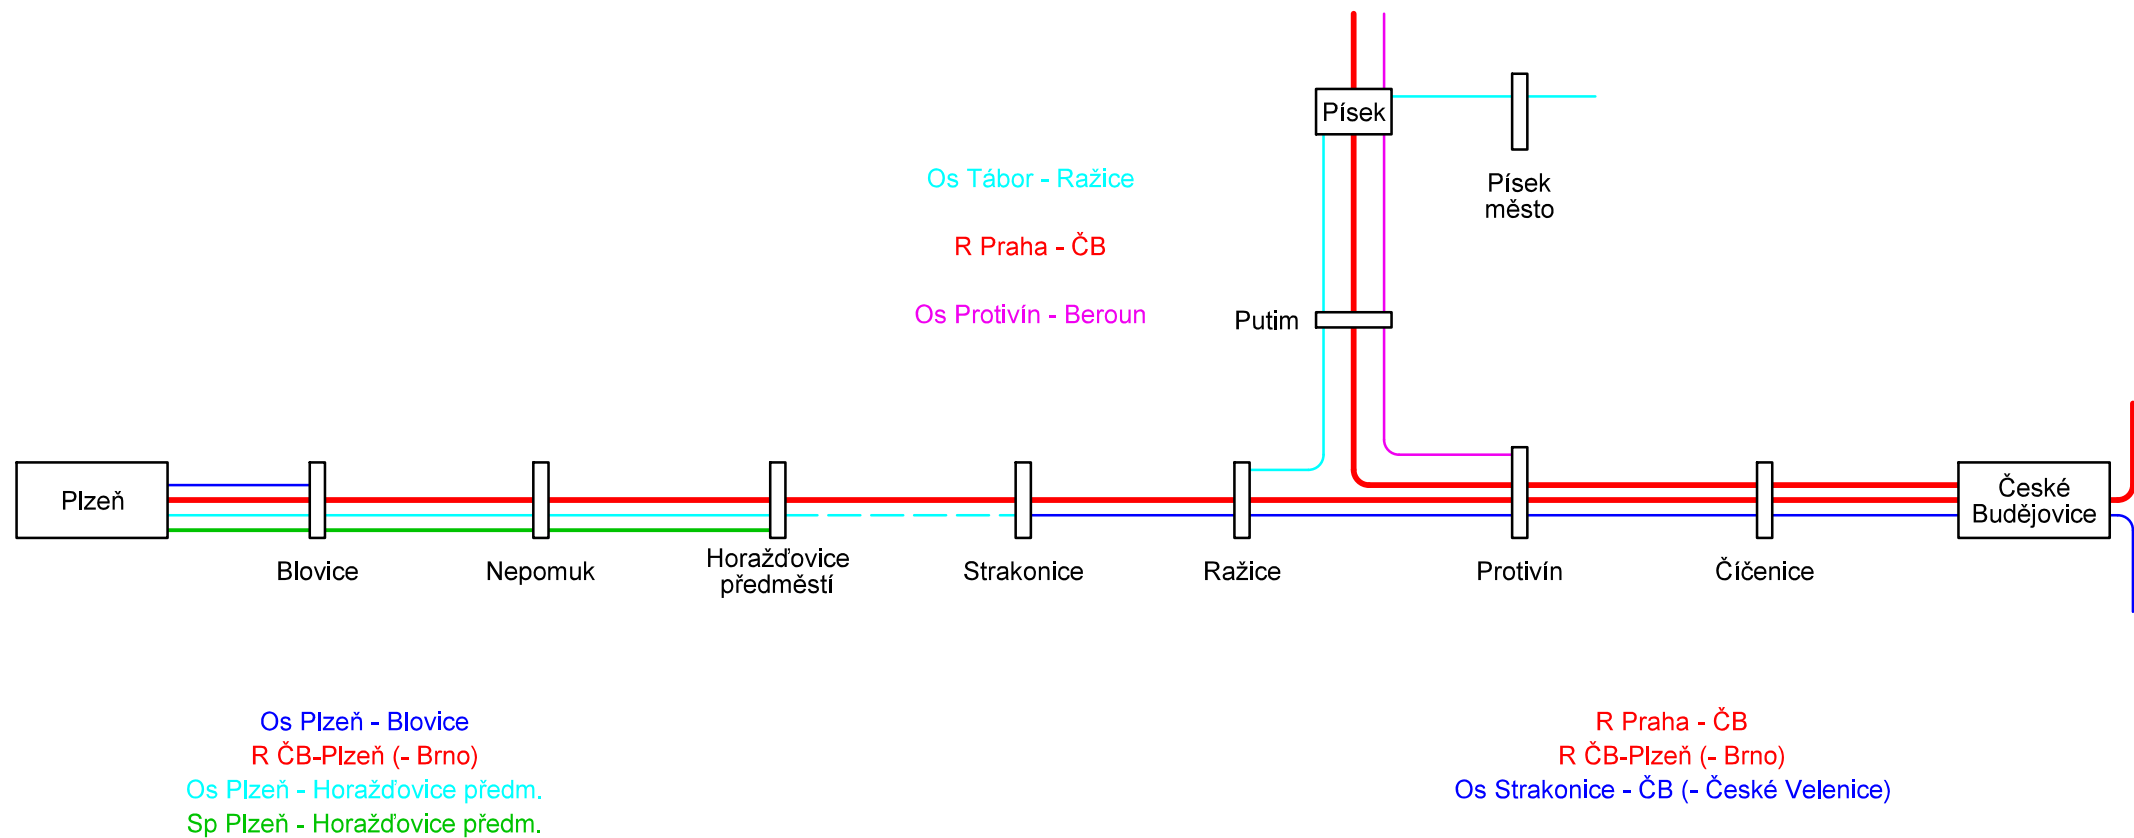 Písek
Písek
město
Os Tábor - Ražice
R Praha - ČB
Os Protivín - Beroun
Putim
Plzeň
České
Budějovice
Blovice
Nepomuk
Horažďovice
předměstí
Strakonice
Ražice
Protivín
Číčenice
Os Plzeň - Blovice
R ČB-Plzeň (- Brno)
Os Plzeň - Horažďovice předm.
Sp Plzeň - Horažďovice předm.
R Praha - ČB
R ČB-Plzeň (- Brno)
Os Strakonice - ČB (- České Velenice)